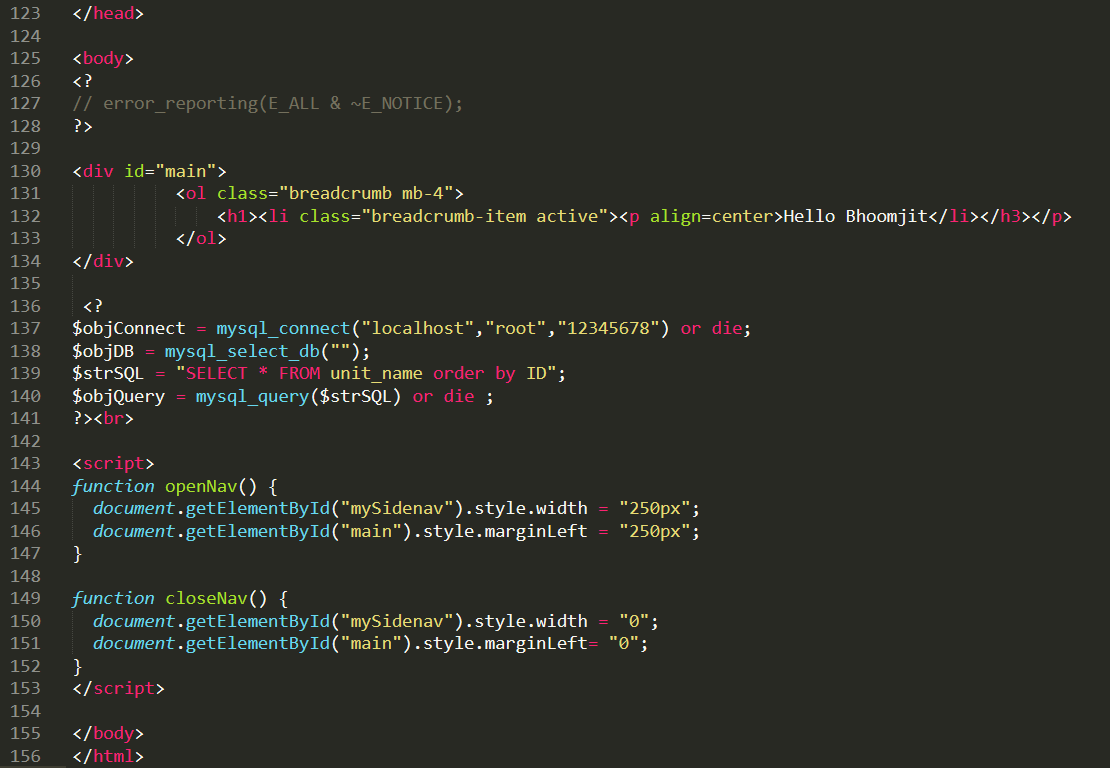 123 </head>
124
125 <body>
126 <?
127 // error_reporting(E_ALL & ~E_NOTICE);
128 ?>
129
130 <div id="main">
131 <ol class="breadcrumb mb-4">
132 <h1><li class="breadcrumb-item active"><p align=center>Hello Bhoomjit</li></h3></p>
133 </ol>
134 </div>
135
136 <?
137 $objConnect = mysql_connect("localhost","root","12345678") or die;
138 $objDB = mysql_select_db("");
139 $strSQL = "SELECT * FROM unit_name order by ID";
140 $objQuery = mysql_query($strSQL) or die ;
141 ?><br>
142
143 <script>
144 function openNav() {
145 document.getElementById("mySidenav").style.width = "250px";
146 document.getElementById("main").style.marginLeft = "250px";
147 }
148
149 function closeNav() {
150 document.getElementById("mySidenav").style.width = "0";
151 document.getElementById("main").style.marginLeft= "0";
152 }
153 </script>
154
155 </body>
156 </html>